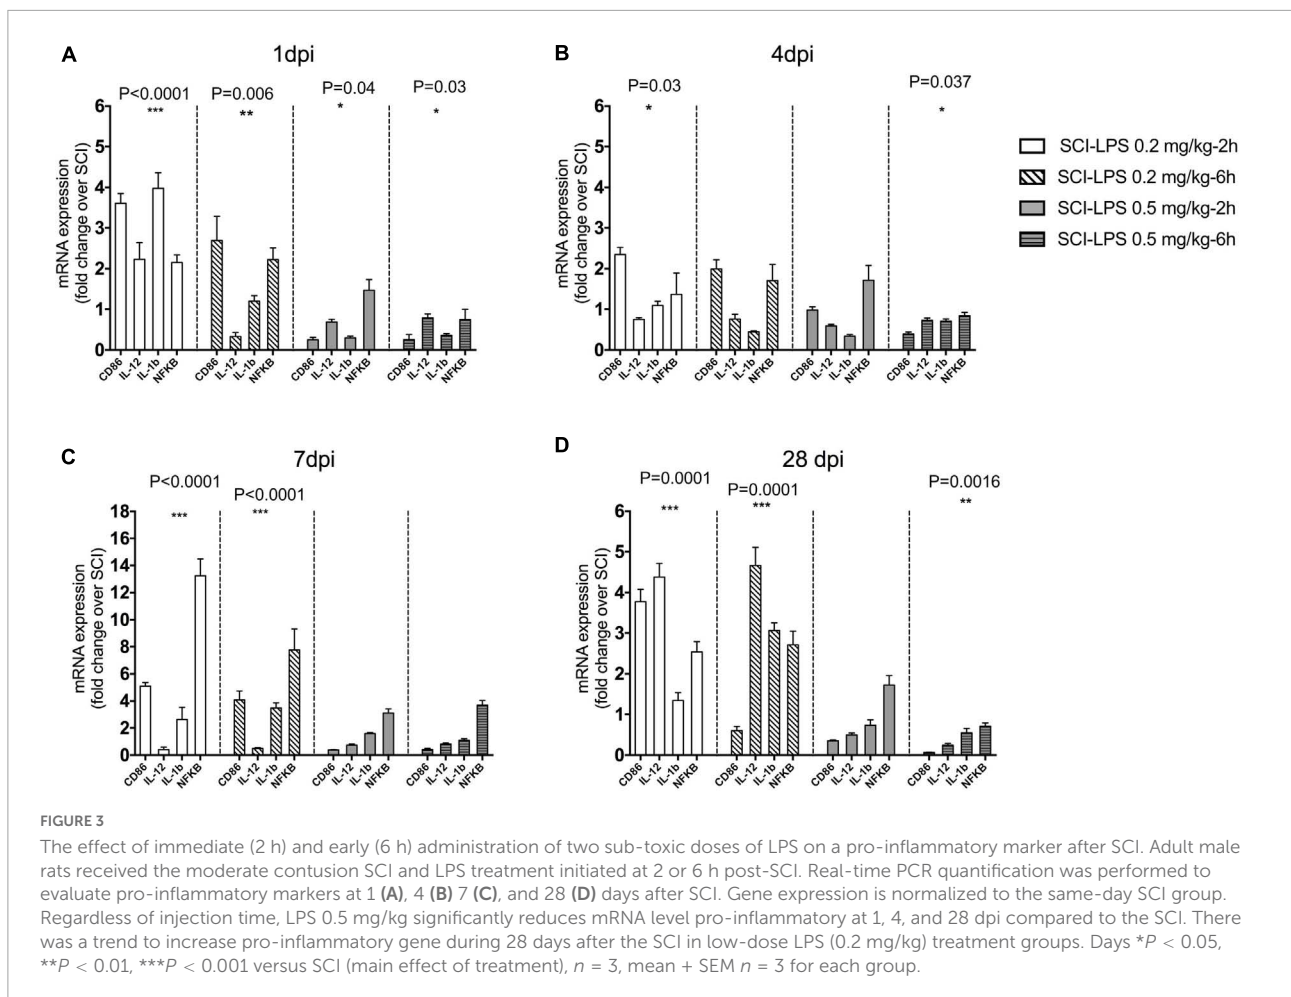 A
1dpi
P<0.0001
P=0.006
P=0.04
P=0.03
***
**
*
*
mRNA expression
(fold change over SCI)
6
5
4
3
2
1
0
CD86 IL-12 IL-1b NFKB CD86 IL-12 IL-1b NFKB CD86 IL-12 IL-1b NFKB CD86 IL-12 IL-1b NFKB
B
4dpi
P=0.03
P=0.037
*
*
mRNA expression
(fold change over SCI)
6
5
4
3
2
1
0
CD86 IL-12 IL-1b NFKB CD86 IL-12 IL-1b NFKB CD86 IL-12 IL-1b NFKB CD86 IL-12 IL-1b NFKB
SCI-LPS 0.2 mg/kg-2h
SCI-LPS 0.2 mg/kg-6h
SCI-LPS 0.5 mg/kg-2h
SCI-LPS 0.5 mg/kg-6h
C
7dpi
P<0.0001
P<0.0001
***
***
mRNA expression
(fold change over SCI)
18
16
14
12
10
8
6
4
2
0
CD86 IL-12 IL-1b NFKB CD86 IL-12 IL-1b NFKB CD86 IL-12 IL-1b NFKB CD86 IL-12 IL-1b NFKB
D
28 dpi
P=0.0001
P=0.0001
P=0.0016
***
***
**
mRNA expression
(fold change over SCI)
6
5
4
3
2
1
0
CD86 IL-12 IL-1b NFKB CD86 IL-12 IL-1b NFKB CD86 IL-12 IL-1b NFKB CD86 IL-12 IL-1b NFKB
FIGURE 3
The effect of immediate (2 h) and early (6 h) administration of two sub-toxic doses of LPS on a pro-inflammatory marker after SCI. Adult male
rats received the moderate contusion SCI and LPS treatment initiated at 2 or 6 h post-SCI. Real-time PCR quantification was performed to
evaluate pro-inflammatory markers at 1 (A), 4 (B) 7 (C), and 28 (D) days after SCI. Gene expression is normalized to the same-day SCI group.
Regardless of injection time, LPS 0.5 mg/kg significantly reduces mRNA level pro-inflammatory at 1, 4, and 28 dpi compared to the SCI. There
was a trend to increase pro-inflammatory gene during 28 days after the SCI in low-dose LPS (0.2 mg/kg) treatment groups. Days *P < 0.05,
**P < 0.01, ***P < 0.001 versus SCI (main effect of treatment), n = 3, mean + SEM n = 3 for each group.